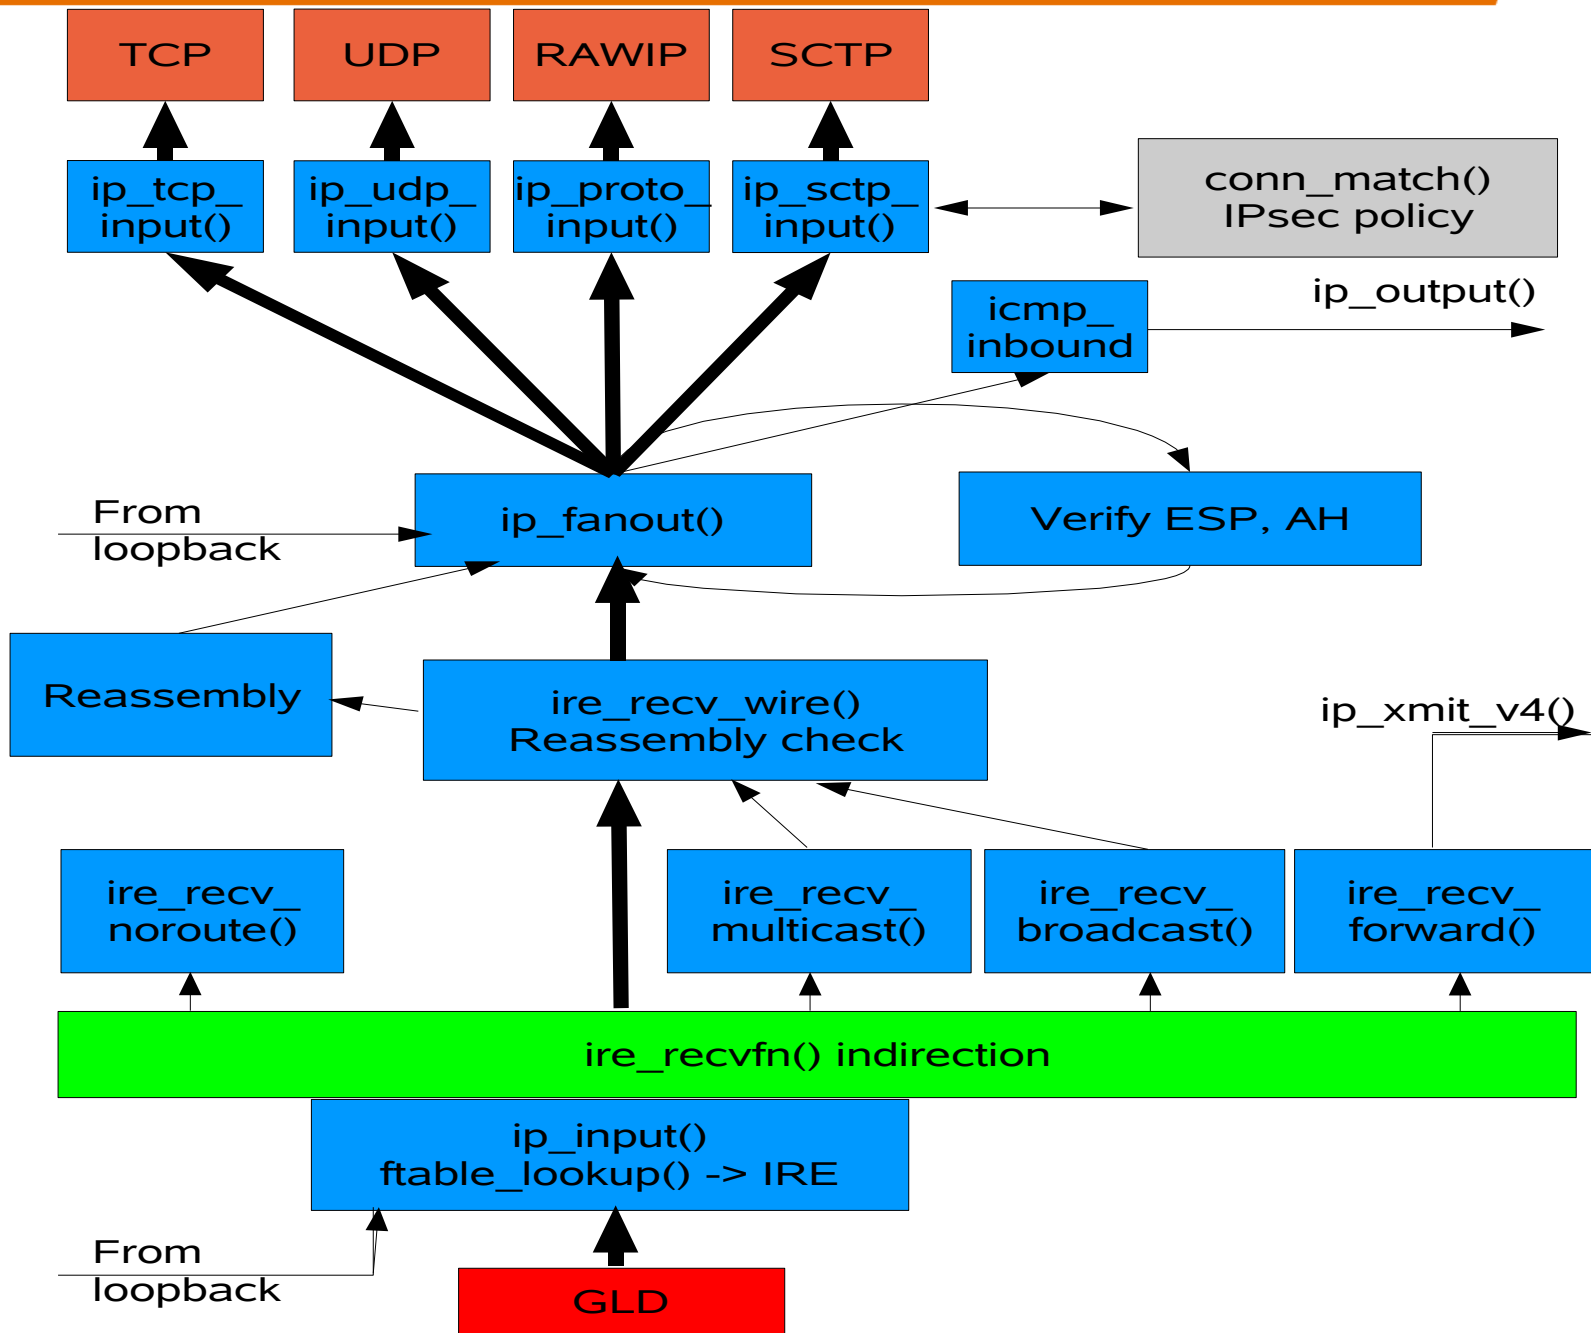 TCP
UDP
RAWIP
SCTP
ip_tcp_
input()
ip_udp_
input()
ip_proto_
input()
ip_sctp_
input()
conn_match()
IPsec policy
icmp_
inbound
ip_output()
From
loopback
ip_fanout()
Verify ESP, AH
Reassembly
ire_recv_wire()
Reassembly check
ip_xmit_v4()
ire_recv_
noroute()
ire_recv_
multicast()
ire_recv_
broadcast()
ire_recv_
forward()
ire_recvfn() indirection
ip_input()
ftable_lookup() -> IRE
From
loopback
GLD